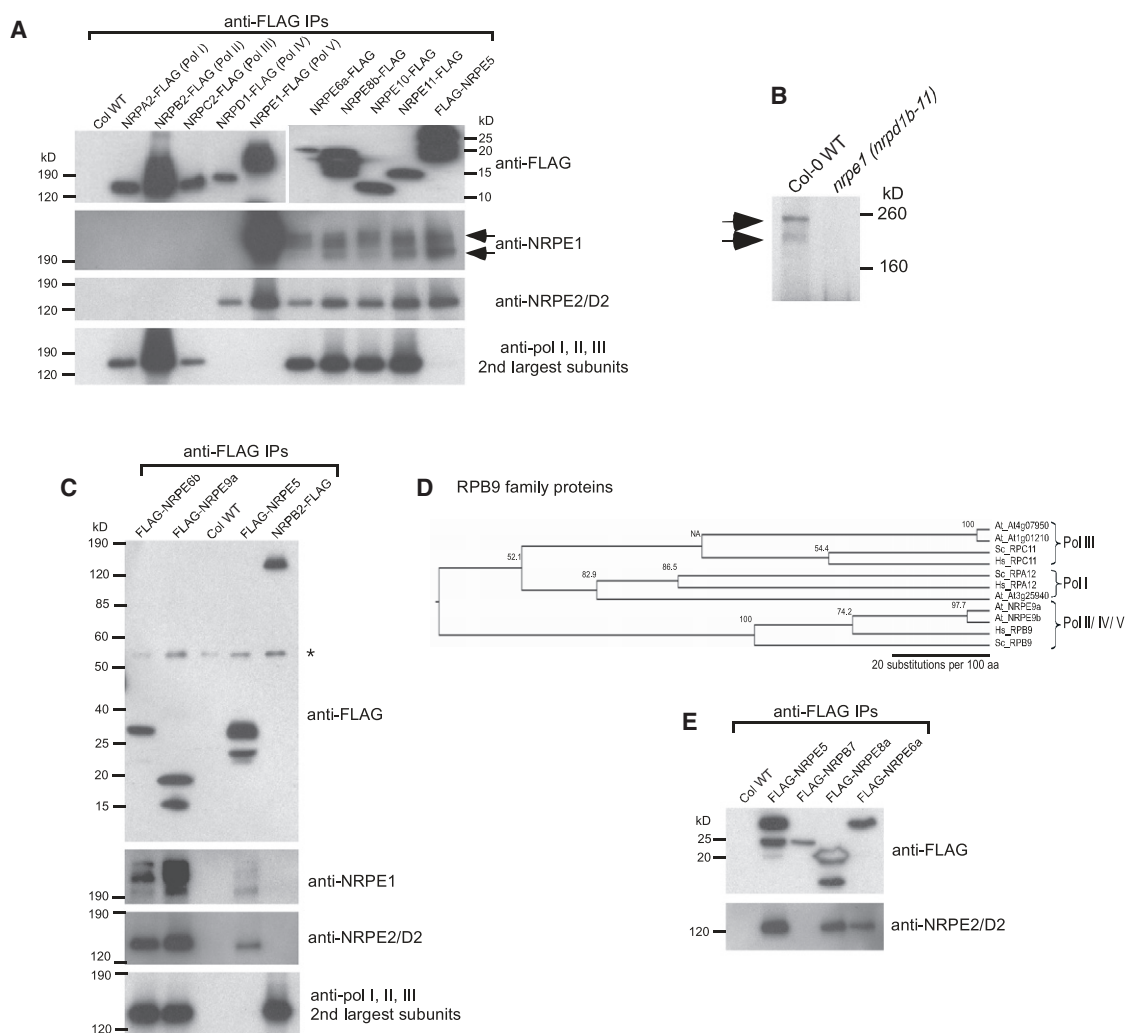 A
anti-FLAG IPs
Col WT
NRPA2-FLAG (Pol I)
NRPB2-FLAG (Pol II)
NRPC2-FLAG (Pol III)
NRPD1-FLAG (Pol IV)
NRPE1-FLAG (Pol V)
NRPE6a-FLAG
NRPE8b-FLAG
NRPE10-FLAG
NRPE11-FLAG
FLAG-NRPE5
kD
190
120
25
20
15
10
anti-FLAG
190
anti-NRPE1
190
120
anti-NRPE2/D2
190
120
anti-pol I, II, III
2nd largest subunits
B
Col-0 WT
nrpe1 (nrpd1b-11)
kD
260
160
C
anti-FLAG IPs
FLAG-NRPE6b
FLAG-NRPE9a
Col WT
FLAG-NRPE5
NRPB2-FLAG
kD
190
120
85
60
50
40
25
20
15
*
anti-FLAG
190
anti-NRPE1
190
120
anti-NRPE2/D2
190
120
anti-pol I, II, III
2nd largest subunits
D RPB9 family proteins
NA
100
54.4
52.1
82.9
86.5
100
74.2
97.7
At_At4g07950
At_At1g01210
Sc_RPC11
Hs_RPC11
Pol III
Sc_RPA12
Hs_RPA12
At_At3g25940
Pol I
At_NRPE9a
At_NRPE9b
Hs_RPB9
Sc_RPB9
Pol II/ IV/ V
20 substitutions per 100 aa
E
anti-FLAG IPs
Col WT
FLAG-NRPE5
FLAG-NRPB7
FLAG-NRPE8a
FLAG-NRPE6a
kD
25
20
anti-FLAG
120
anti-NRPE2/D2